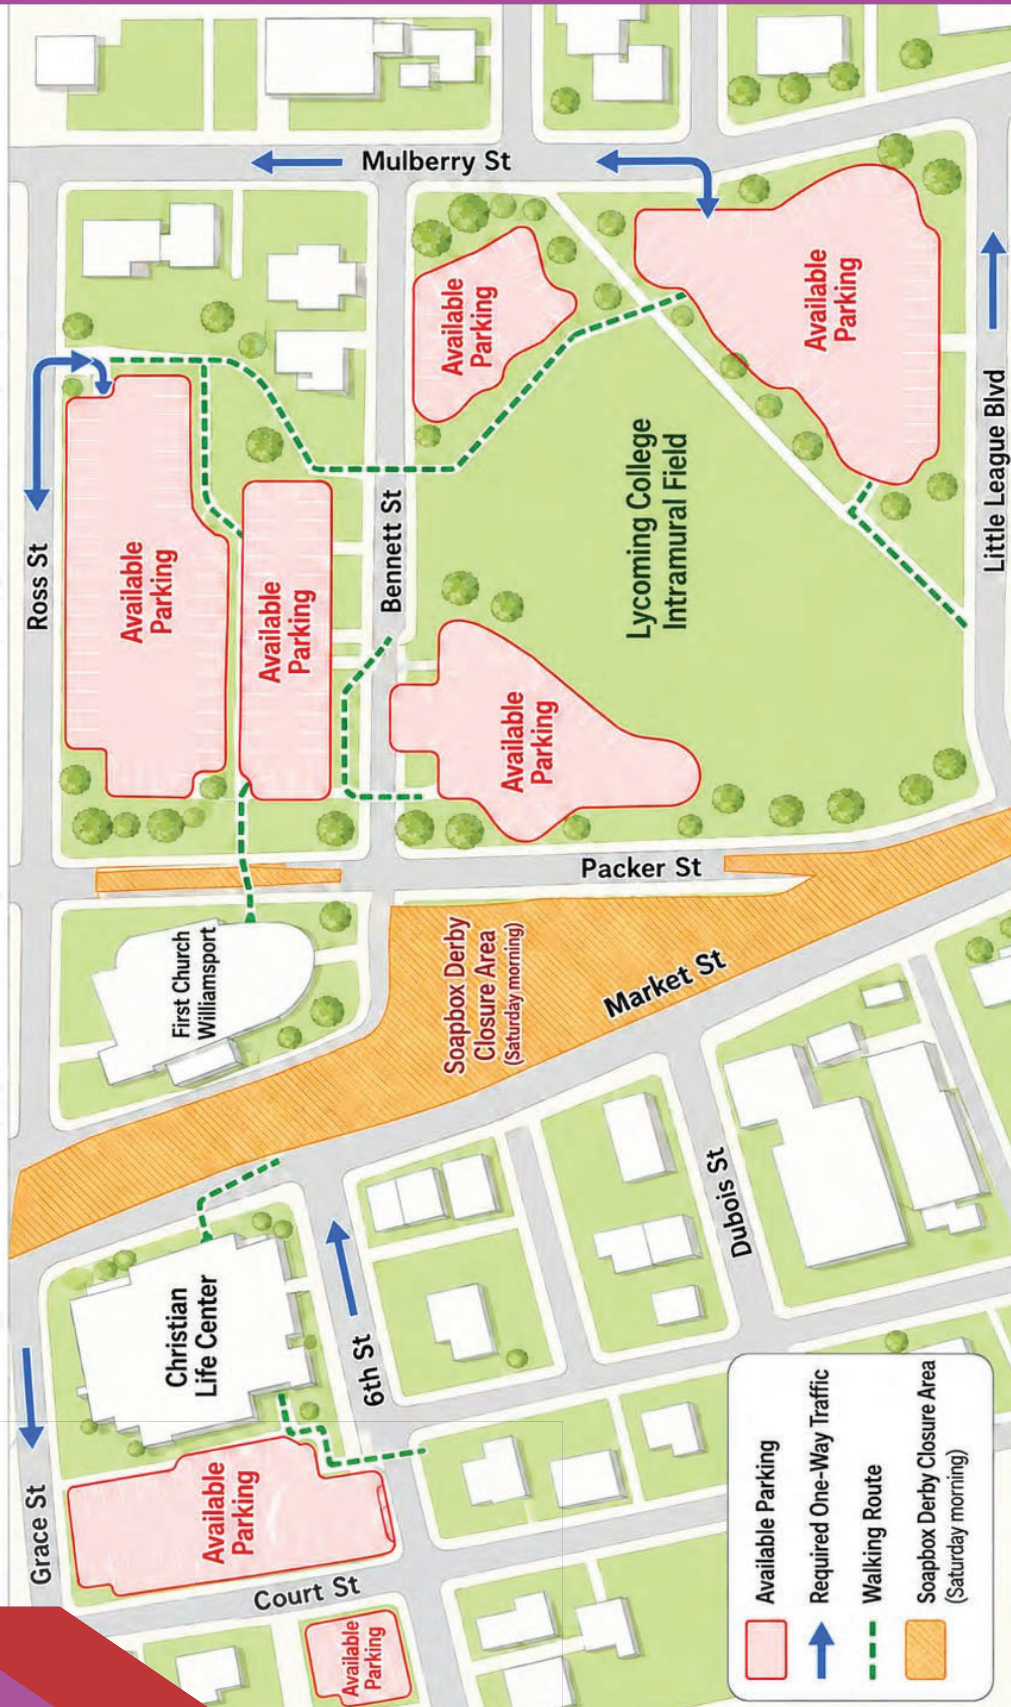 Mulberry St
Available
Parking
Available
Parking
Little League Blvd
Lycoming College
Intramural Field
Ross St
Bennett St
Available
Parking
Available
Parking
Available
Parking
Packer St
First Church
Williamsport
Soapbox Derby
Closure Area
(Saturday morning)
Market St
Dubois St
Christian
Life Center
6th St
Grace St
Available
Parking
Court St
Available
Parking
Available Parking
Required One-Way Traffic
Walking Route
Soapbox Derby Closure Area
(Saturday morning)